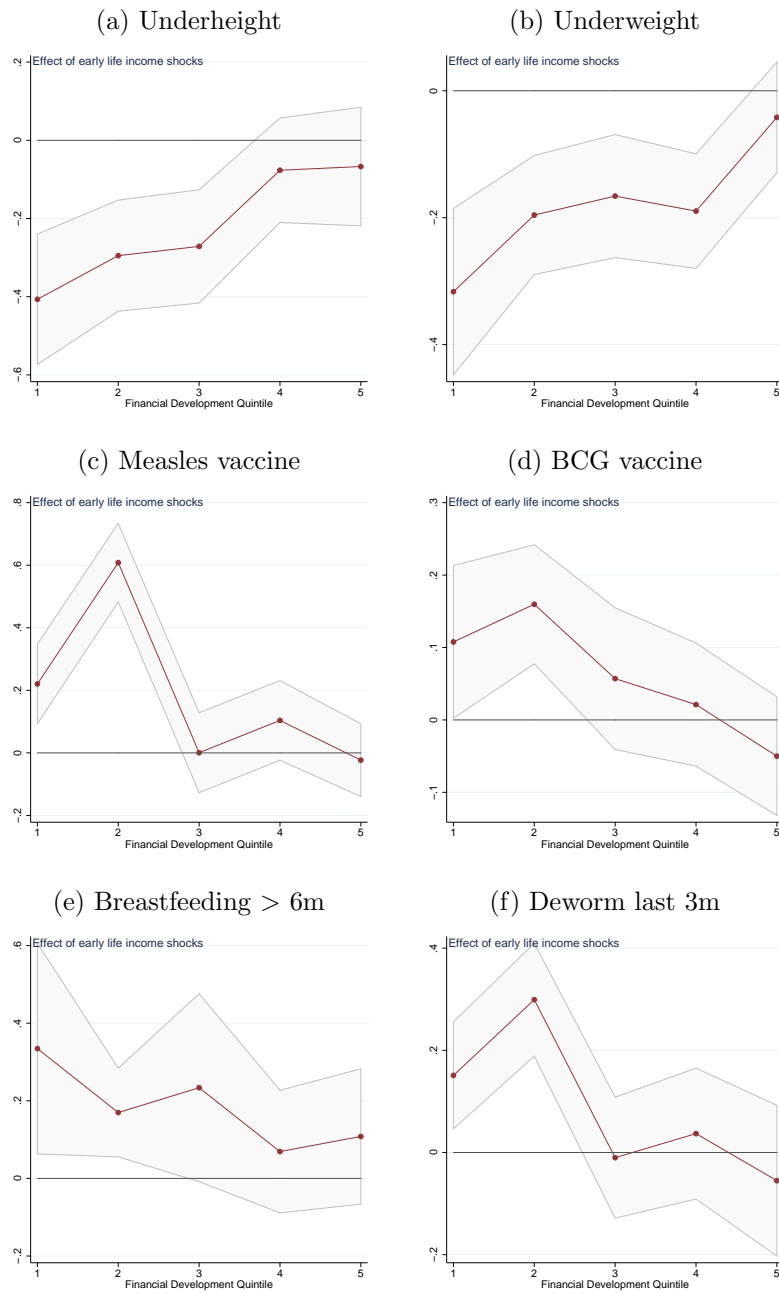 (a) Underheight
Effect of early life income shocks
.2
0
-.2
-.4
-.6
1 2 3 4 5
Financial Development Quintile
(b) Underweight
Effect of early life income shocks
0
-.2
-.4
1 2 3 4 5
Financial Development Quintile
(c) Measles vaccine
Effect of early life income shocks
.8
.6
.4
.2
0
-.2
1 2 3 4 5
Financial Development Quintile
(d) BCG vaccine
Effect of early life income shocks
.3
.2
.1
0
-.1
1 2 3 4 5
Financial Development Quintile
(e) Breastfeeding > 6m
Effect of early life income shocks
.6
.4
.2
0
-.2
1 2 3 4 5
Financial Development Quintile
(f) Deworm last 3m
Effect of early life income shocks
.4
.2
0
-.2
1 2 3 4 5
Financial Development Quintile